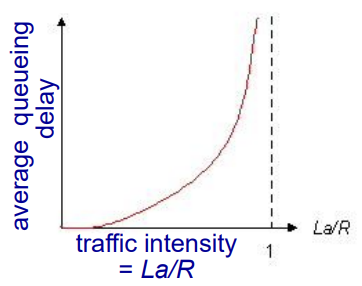 average queueing
delay
La/R
traffic intensity
= La/R
1